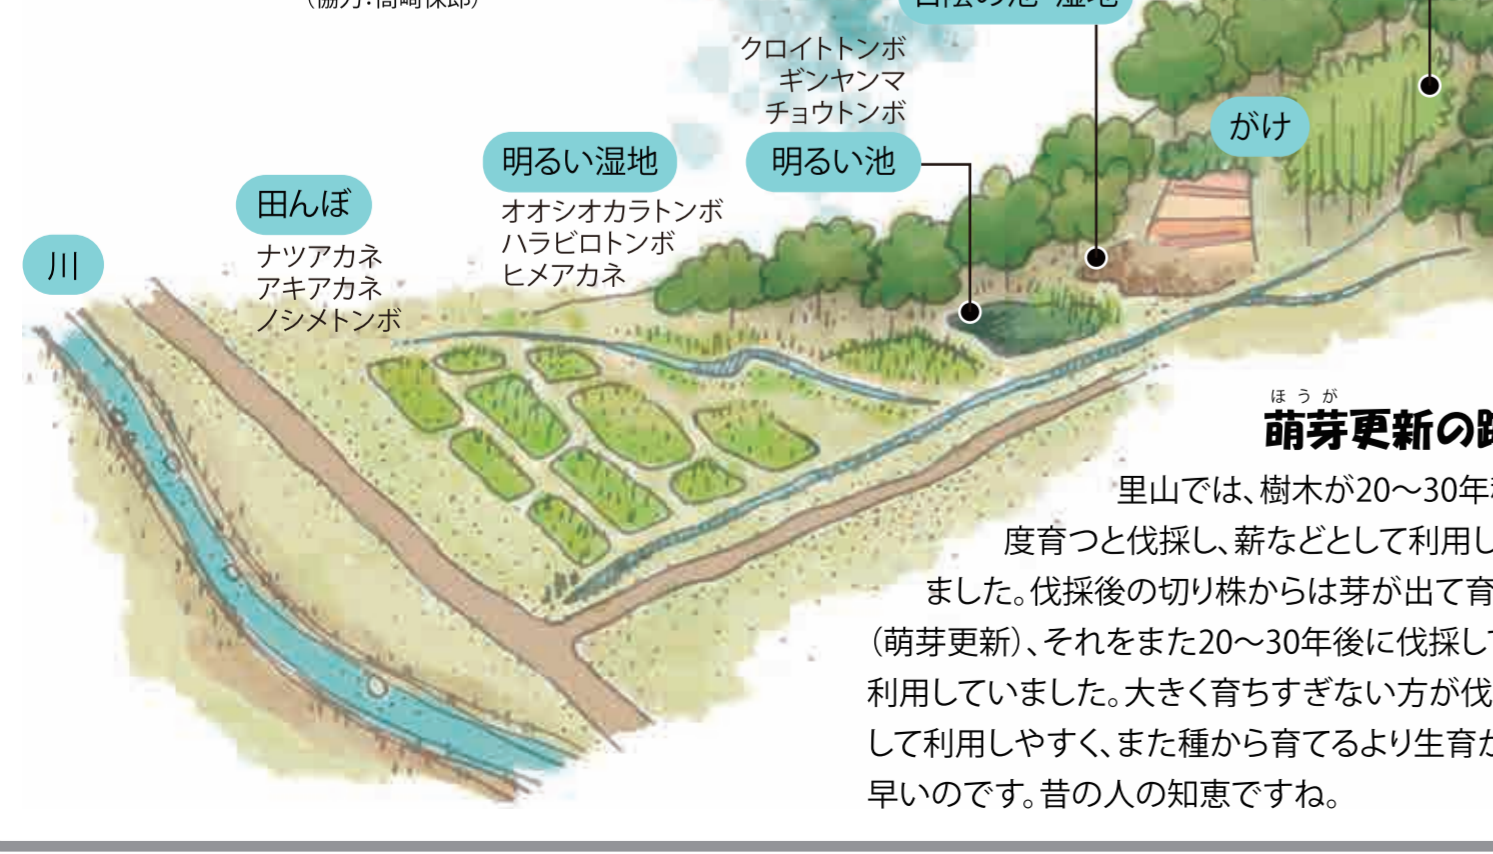 川
田んぼ
ナツアカネ
アキアカネ
ノシメトンボ
明るい湿地
オオシオカラトンボ
ハラビロトンボ
ヒメアカネ
クロイトトンボ
ギンヤンマ
チョウトンボ
明るい池
がけ
ほうが
萌芽更新の
里山では、樹木が20〜30年
度育つと伐採し、薪などとして利用し
ました。伐採後の切り株からは芽が出て育
(萌芽更新)、それをまた20〜30年後に伐採して
利用していました。大きく育ちすぎない方が伐
して利用しやすく、また種から育てるより生育が
早いのです。昔の人の知恵ですね。